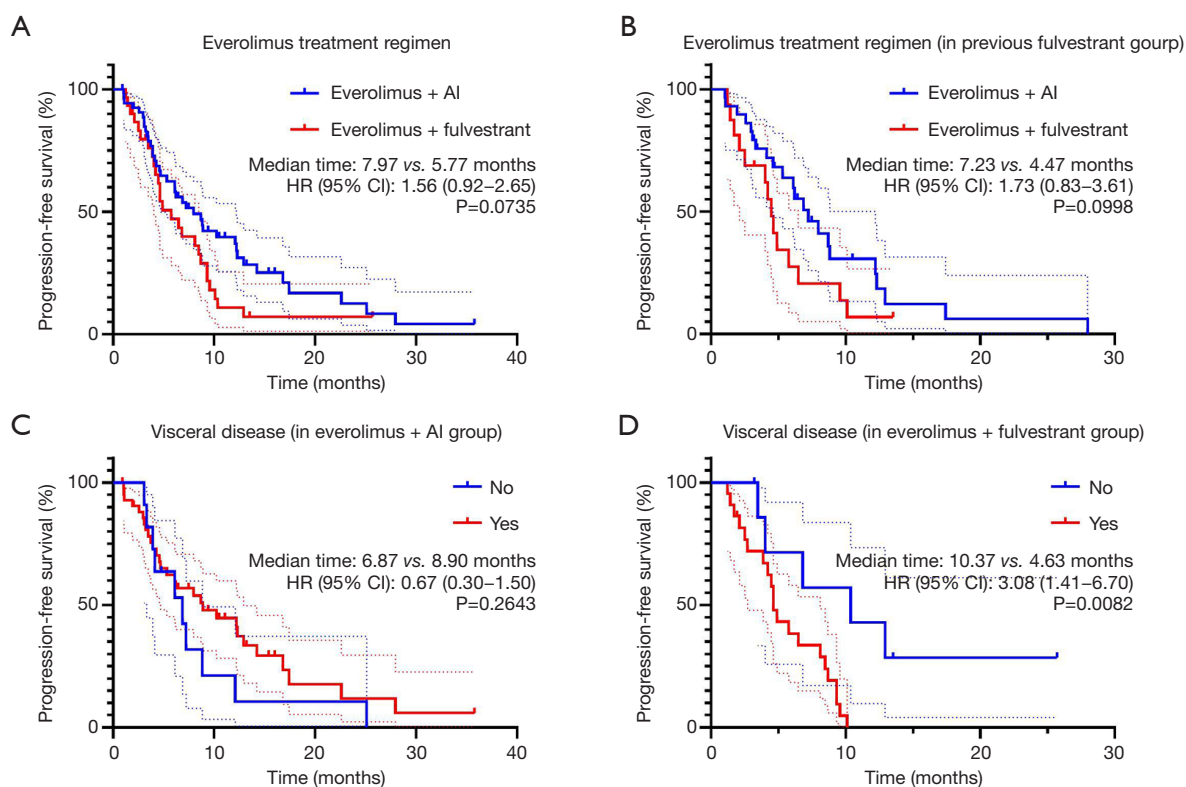 A
Everolimus treatment regimen
Progression-free survival (%)
100
50
0
Everolimus + AI
Everolimus + fulvestrant
Median time: 7.97 vs. 5.77 months
HR (95% CI): 1.56 (0.92–2.65)
P=0.0735
0 10 20 30 40
Time (months)
B
Everolimus treatment regimen (in previous fulvestrant gourp)
Progression-free survival (%)
100
50
0
Everolimus + AI
Everolimus + fulvestrant
Median time: 7.23 vs. 4.47 months
HR (95% CI): 1.73 (0.83–3.61)
P=0.0998
0 10 20 30
Time (months)
C
Visceral disease (in everolimus + AI group)
Progression-free survival (%)
100
50
0
No
Yes
Median time: 6.87 vs. 8.90 months
HR (95% CI): 0.67 (0.30–1.50)
P=0.2643
0 10 20 30 40
Time (months)
D
Visceral disease (in everolimus + fulvestrant group)
Progression-free survival (%)
100
50
0
No
Yes
Median time: 10.37 vs. 4.63 months
HR (95% CI): 3.08 (1.41–6.70)
P=0.0082
0 10 20 30
Time (months)